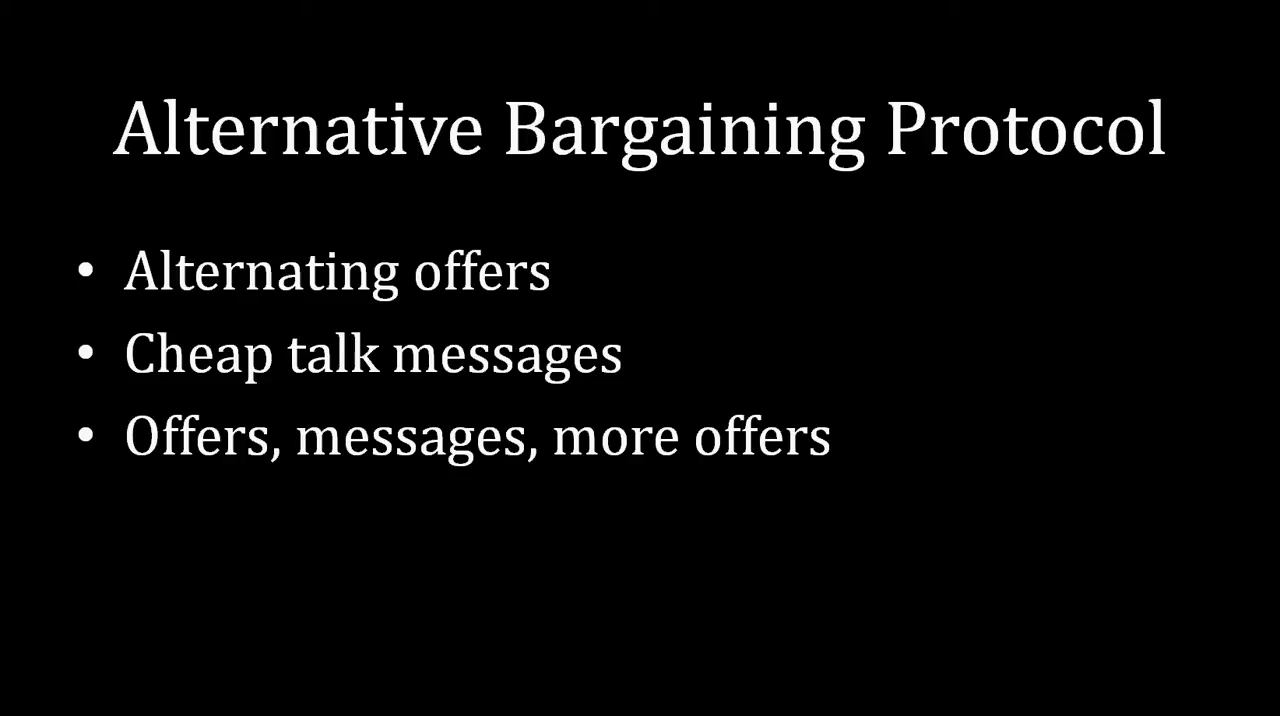 Alternative Bargaining Protocol
• Alternating offers
• Cheap talk messages
• Offers, messages, more offers